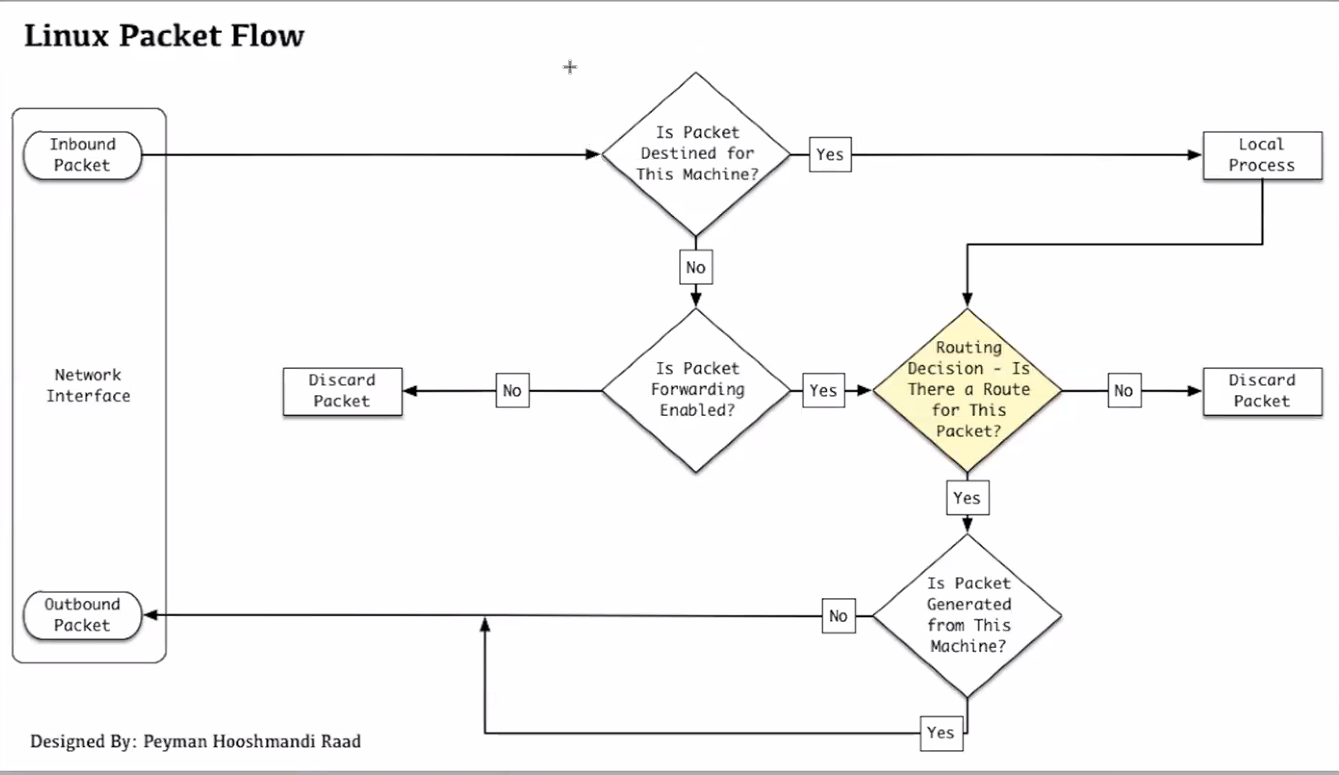 Linux Packet Flow
Inbound
Packet
Is Packet
Destined for
This Machine?
Yes
Local
Process
No
Network
Interface
Discard
Packet
No
Is Packet
Forwarding
Enabled?
Yes
Routing
Decision - Is
There a Route
for This
Packet?
No
Discard
Packet
Yes
Outbound
Packet
No
Is Packet
Generated
from This
Machine?
Yes
Designed By: Peyman Hooshmandi Raad